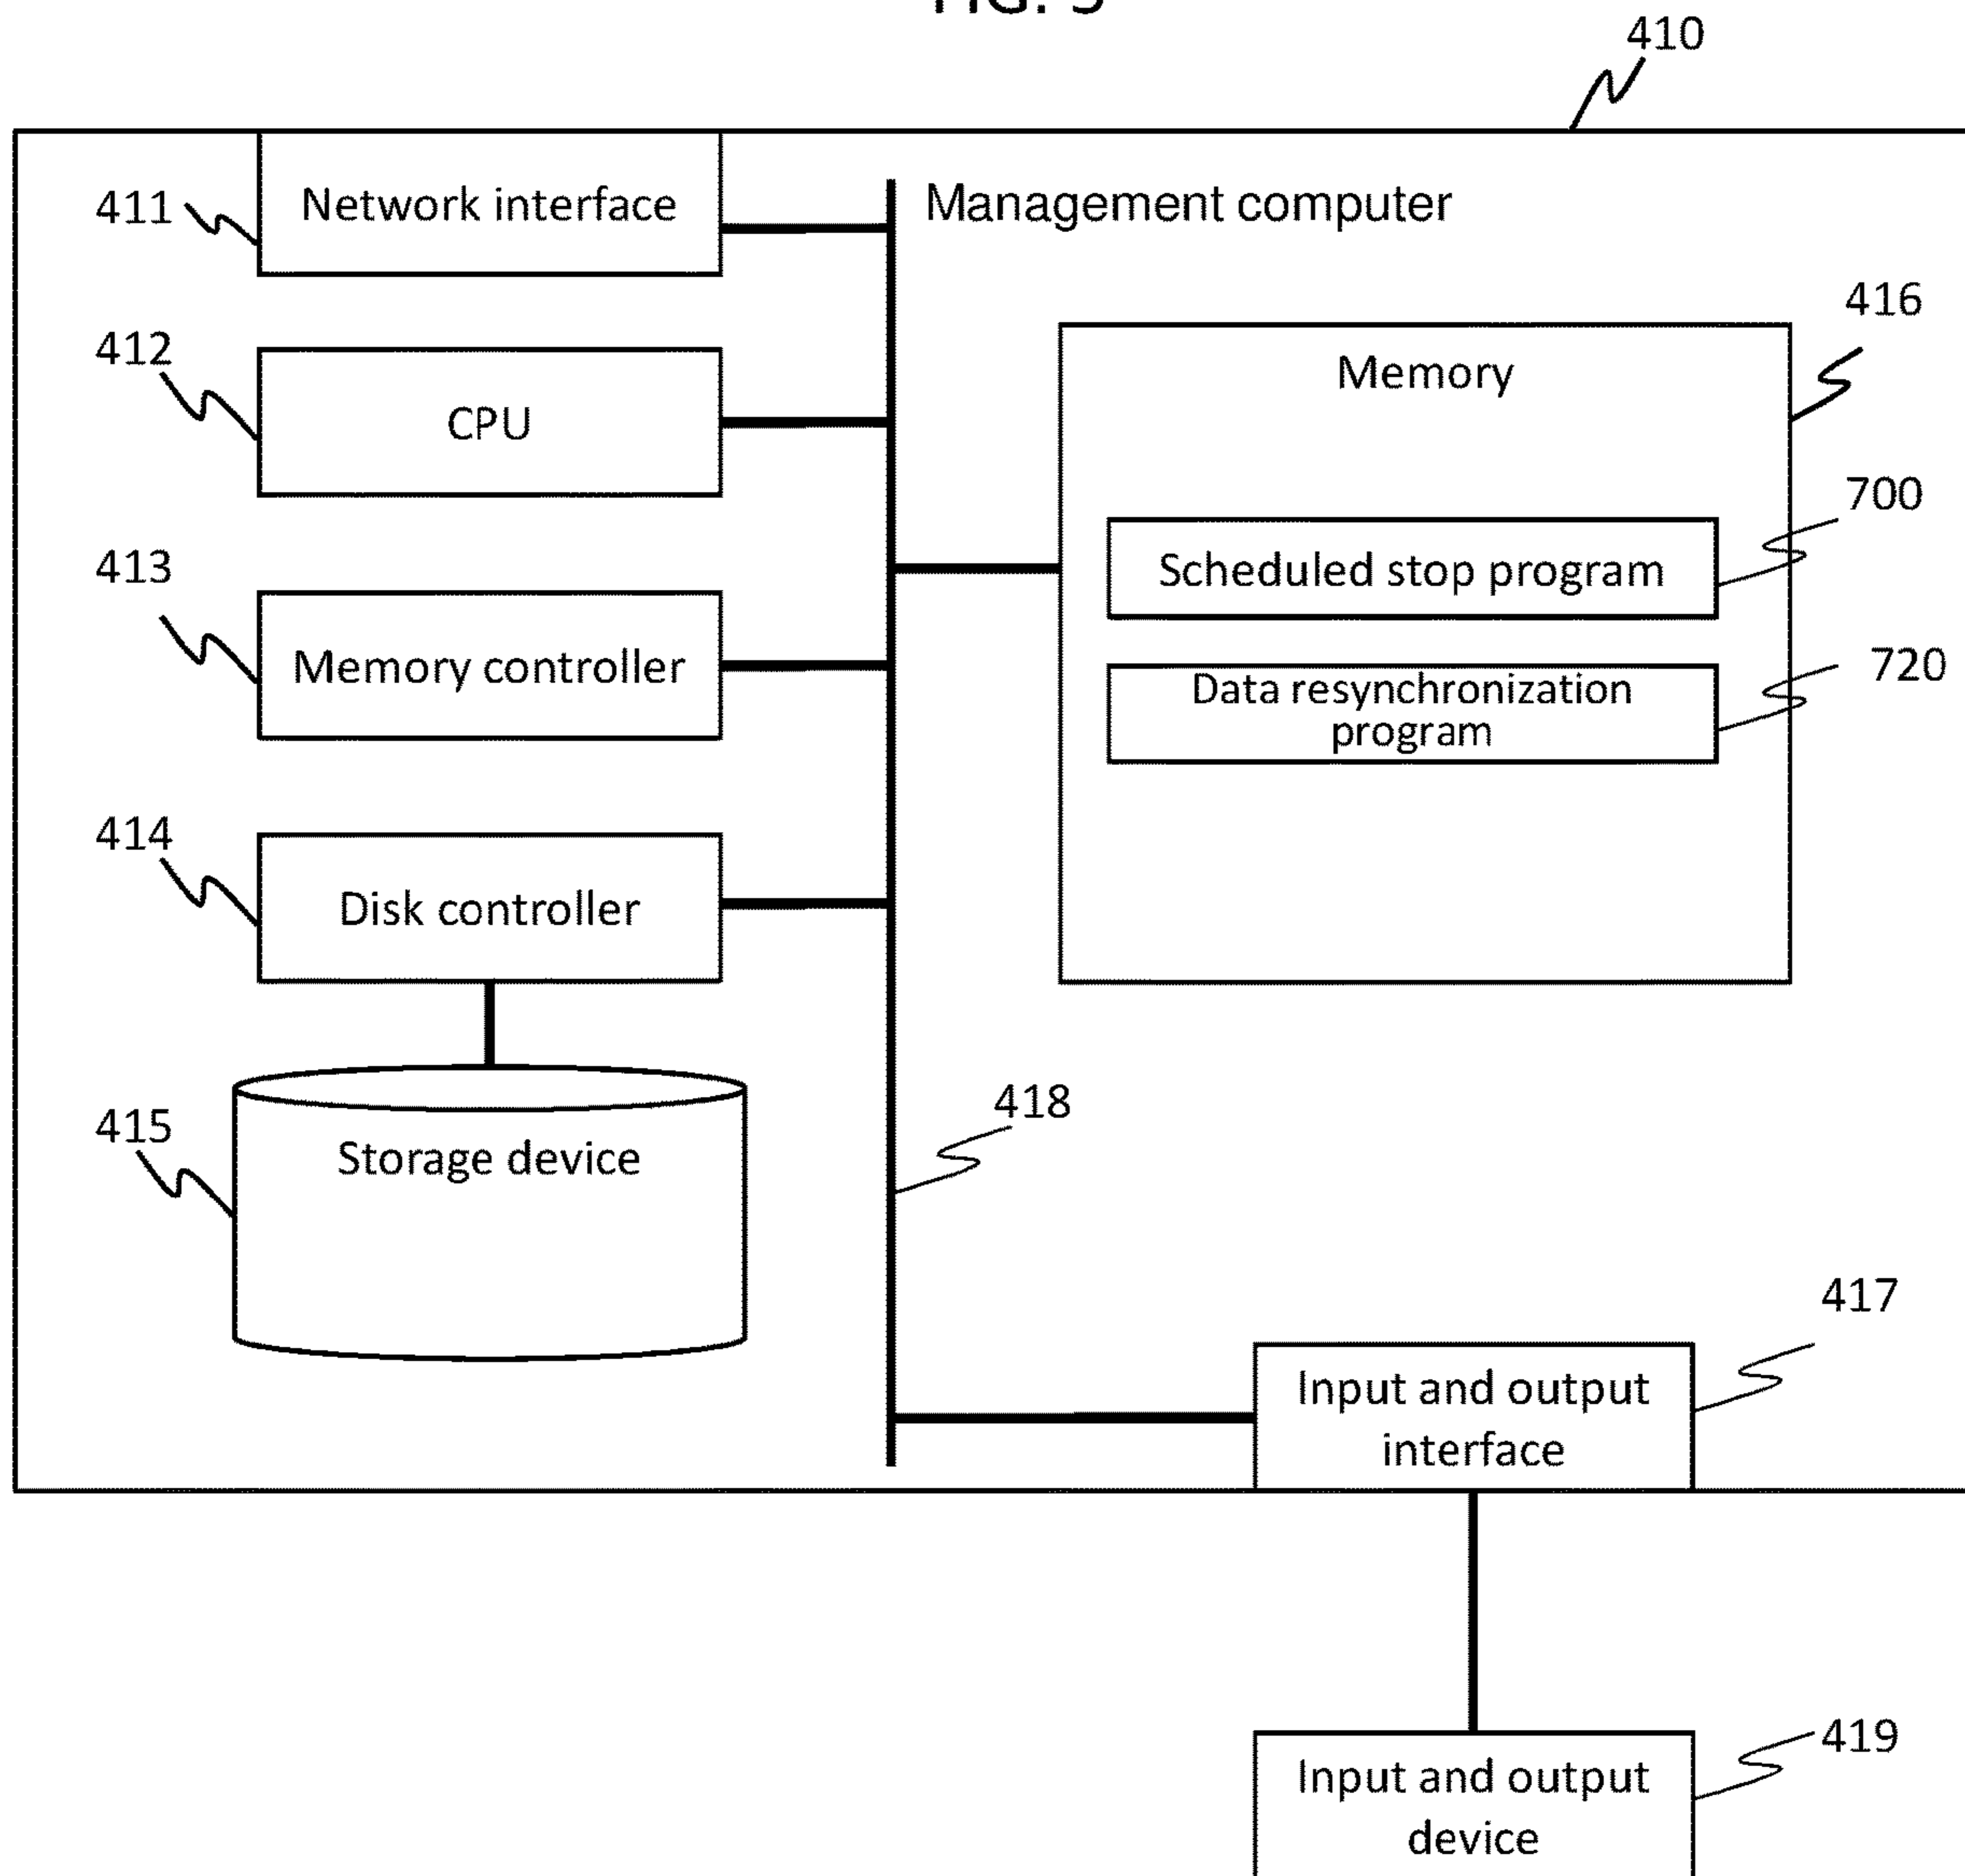 410
411
Network interface
Management computer
416
412
CPU
Memory
700
Scheduled stop program
413
Memory controller
720
Data resynchronization
program
414
Disk controller
418
415
Storage device
417
Input and output
interface
419
Input and output
device